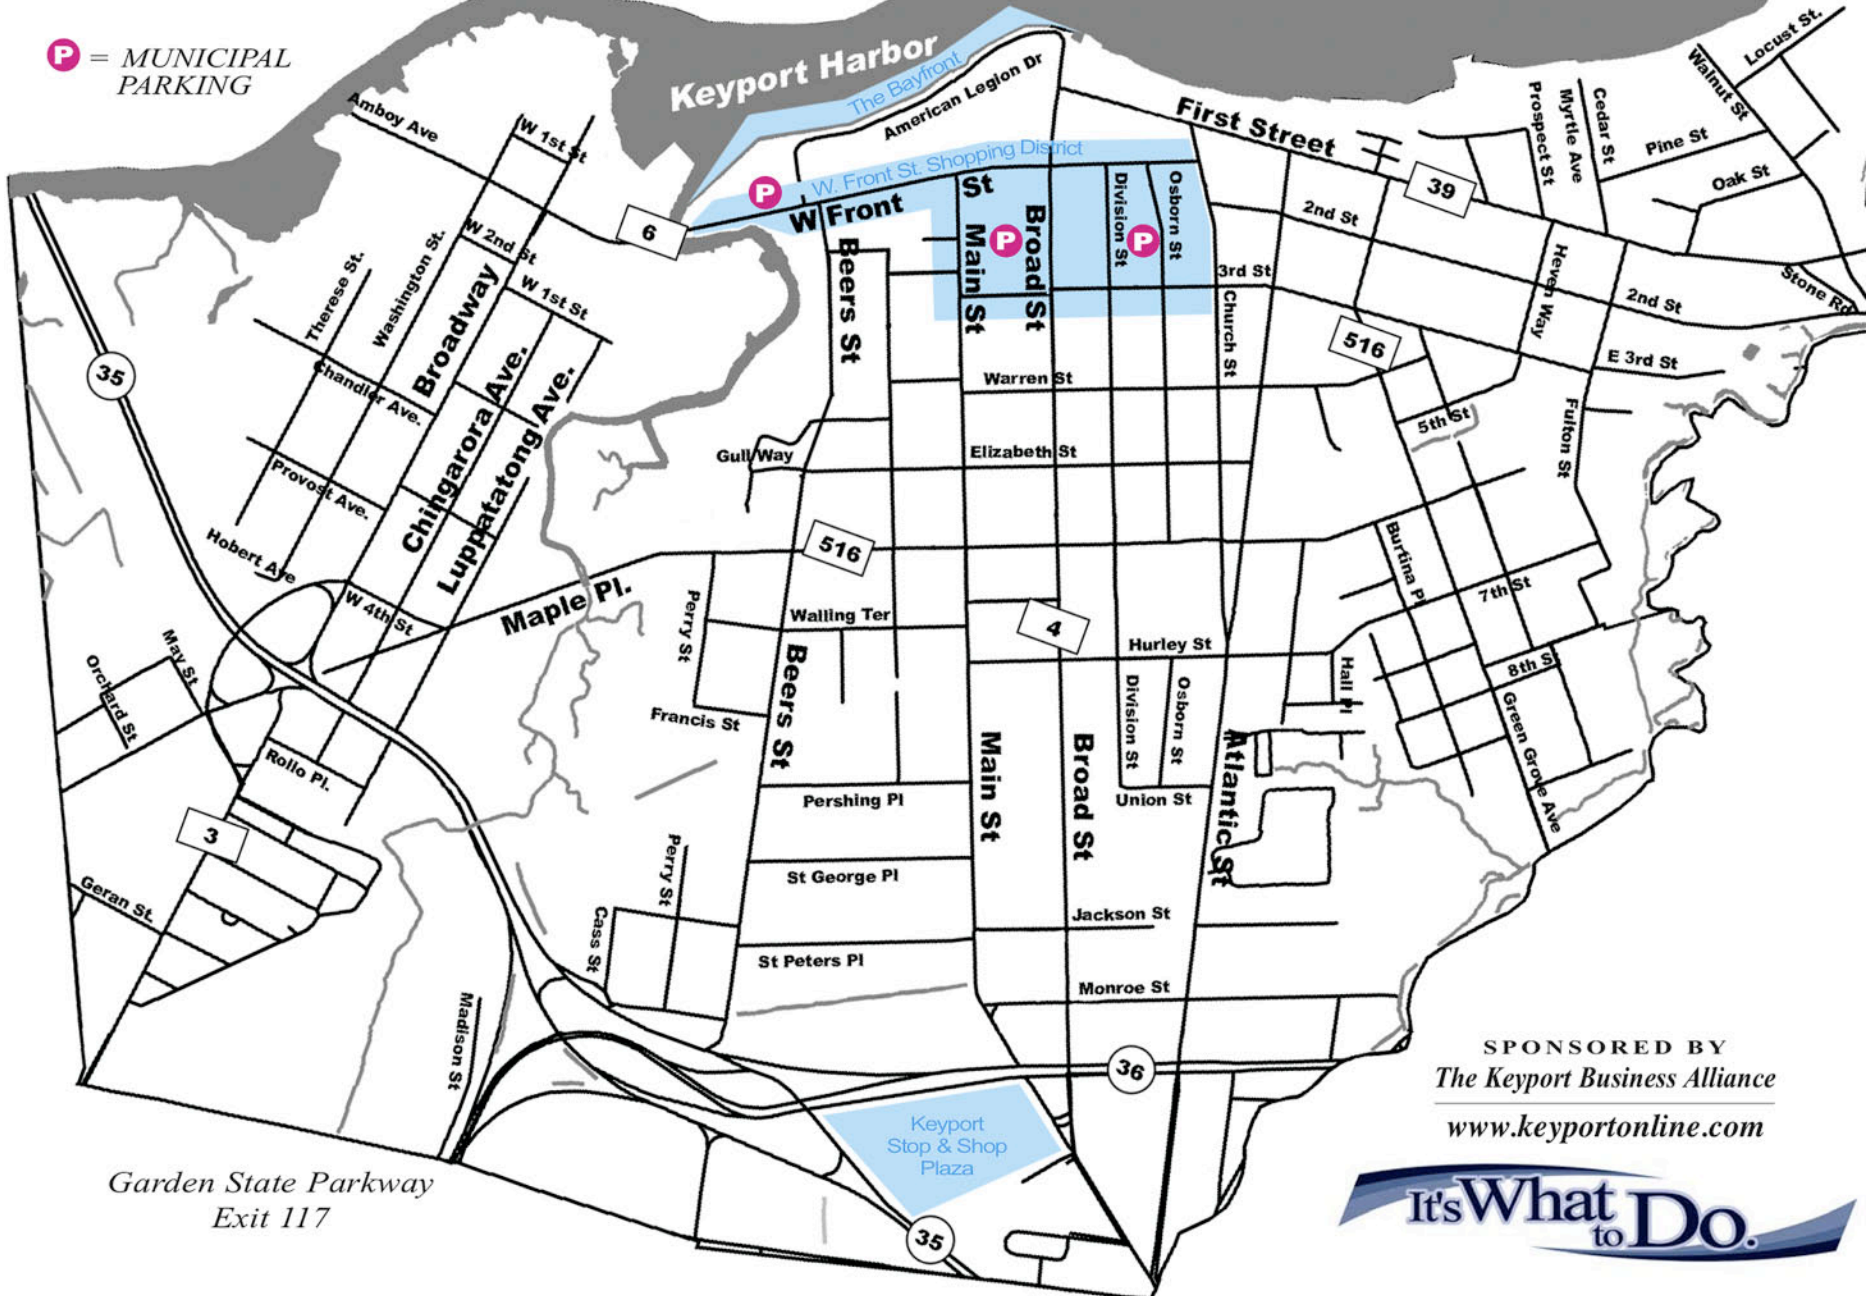 P = MUNICIPAL
PARKING
Keyport Harbor
The Bayfront
American Legion Dr
W. Front St. Shopping District
P
W Front
St
Amboy Ave
W 1st St
6
First Street
39
Prospect St
Myrtle Ave
Cedar St
Walnut St
Locust St.
Pine St
Oak St
Stone Rd
2nd St
2nd St
3rd St
E 3rd St
Heven Way
516
W 2nd St
W 1st St
Therese St.
Washington St.
Broadway
Chingarora Ave.
Luppatatong Ave.
Chandler Ave.
Provost Ave.
Hobert Ave
W 4th St
Maple Pl.
35
Beers St
Main St
P
Broad St
Division St
P
Osborn St
Church St
Warren St
Gull Way
Elizabeth St
5th St
Fulton St
516
Burtina Pl
7th St
8th St
Green Grove Ave
Perry St
Walling Ter
4
Hurley St
Hall Pl
Francis St
Beers St
Main St
Broad St
Division St
Osborn St
Atlantic St
Union St
May St
Orchard St
Rollo Pl.
3
Geran St.
Pershing Pl
St George Pl
Perry St
Cass St
St Peters Pl
Jackson St
Monroe St
Madison St
36
Keyport
Stop & Shop
Plaza
35
Garden State Parkway
Exit 117
SPONSORED BY
The Keyport Business Alliance
www.keyportonline.com
It's What
to Do.